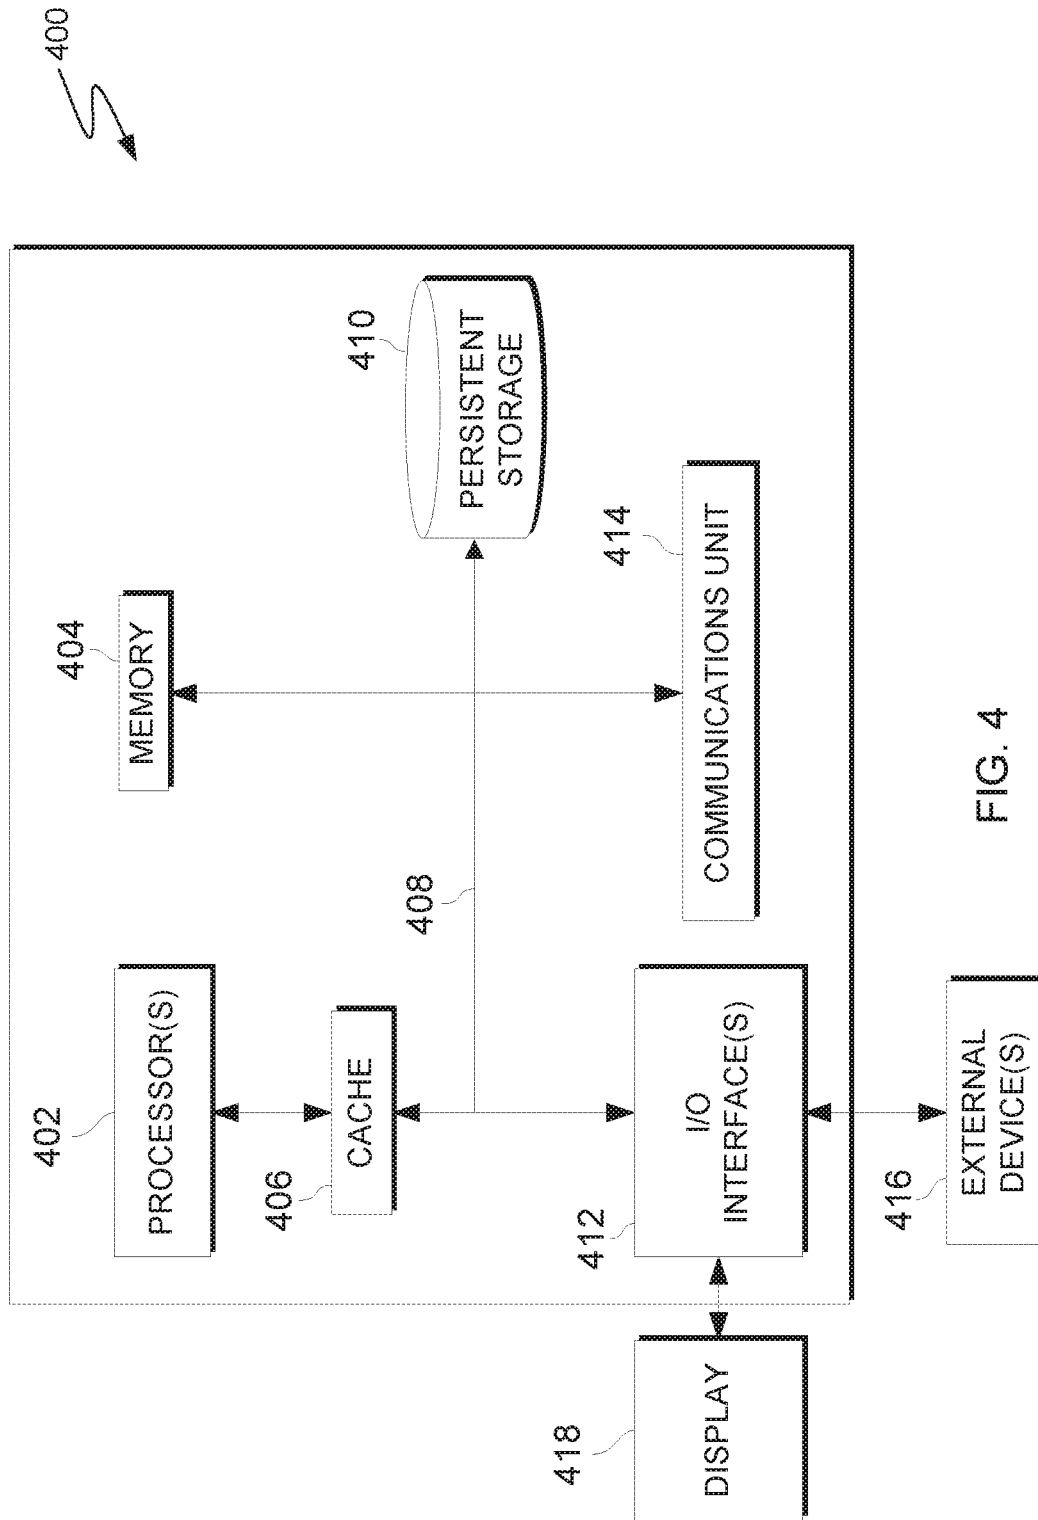 400
402
PROCESSOR(S)
404
MEMORY
406
CACHE
408
410
PERSISTENT
STORAGE
412
I/O
INTERFACE(S)
414
COMMUNICATIONS UNIT
418
DISPLAY
416
EXTERNAL
DEVICE(S)
FIG. 4